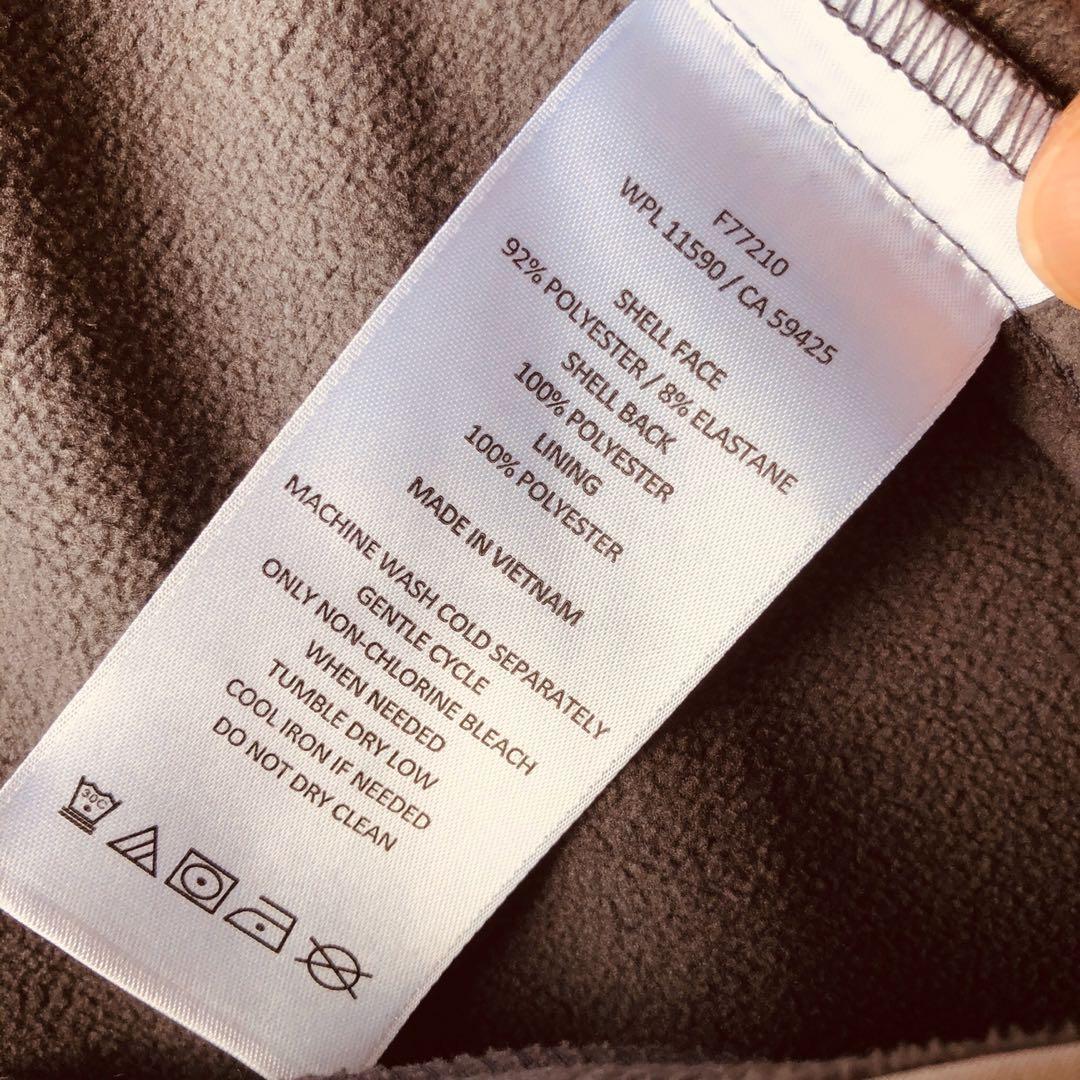 F77210
WPL 11590 / CA 59425
SHELL FACE
92% POLYESTER / 8% ELASTANE
SHELL BACK
100% POLYESTER
LINING
100% POLYESTER
MADE IN VIETNAM
MACHINE WASH COLD SEPARATELY
GENTLE CYCLE
ONLY NON-CHLORINE BLEACH
WHEN NEEDED
TUMBLE DRY LOW
COOL IRON IF NEEDED
DO NOT DRY CLEAN
30C